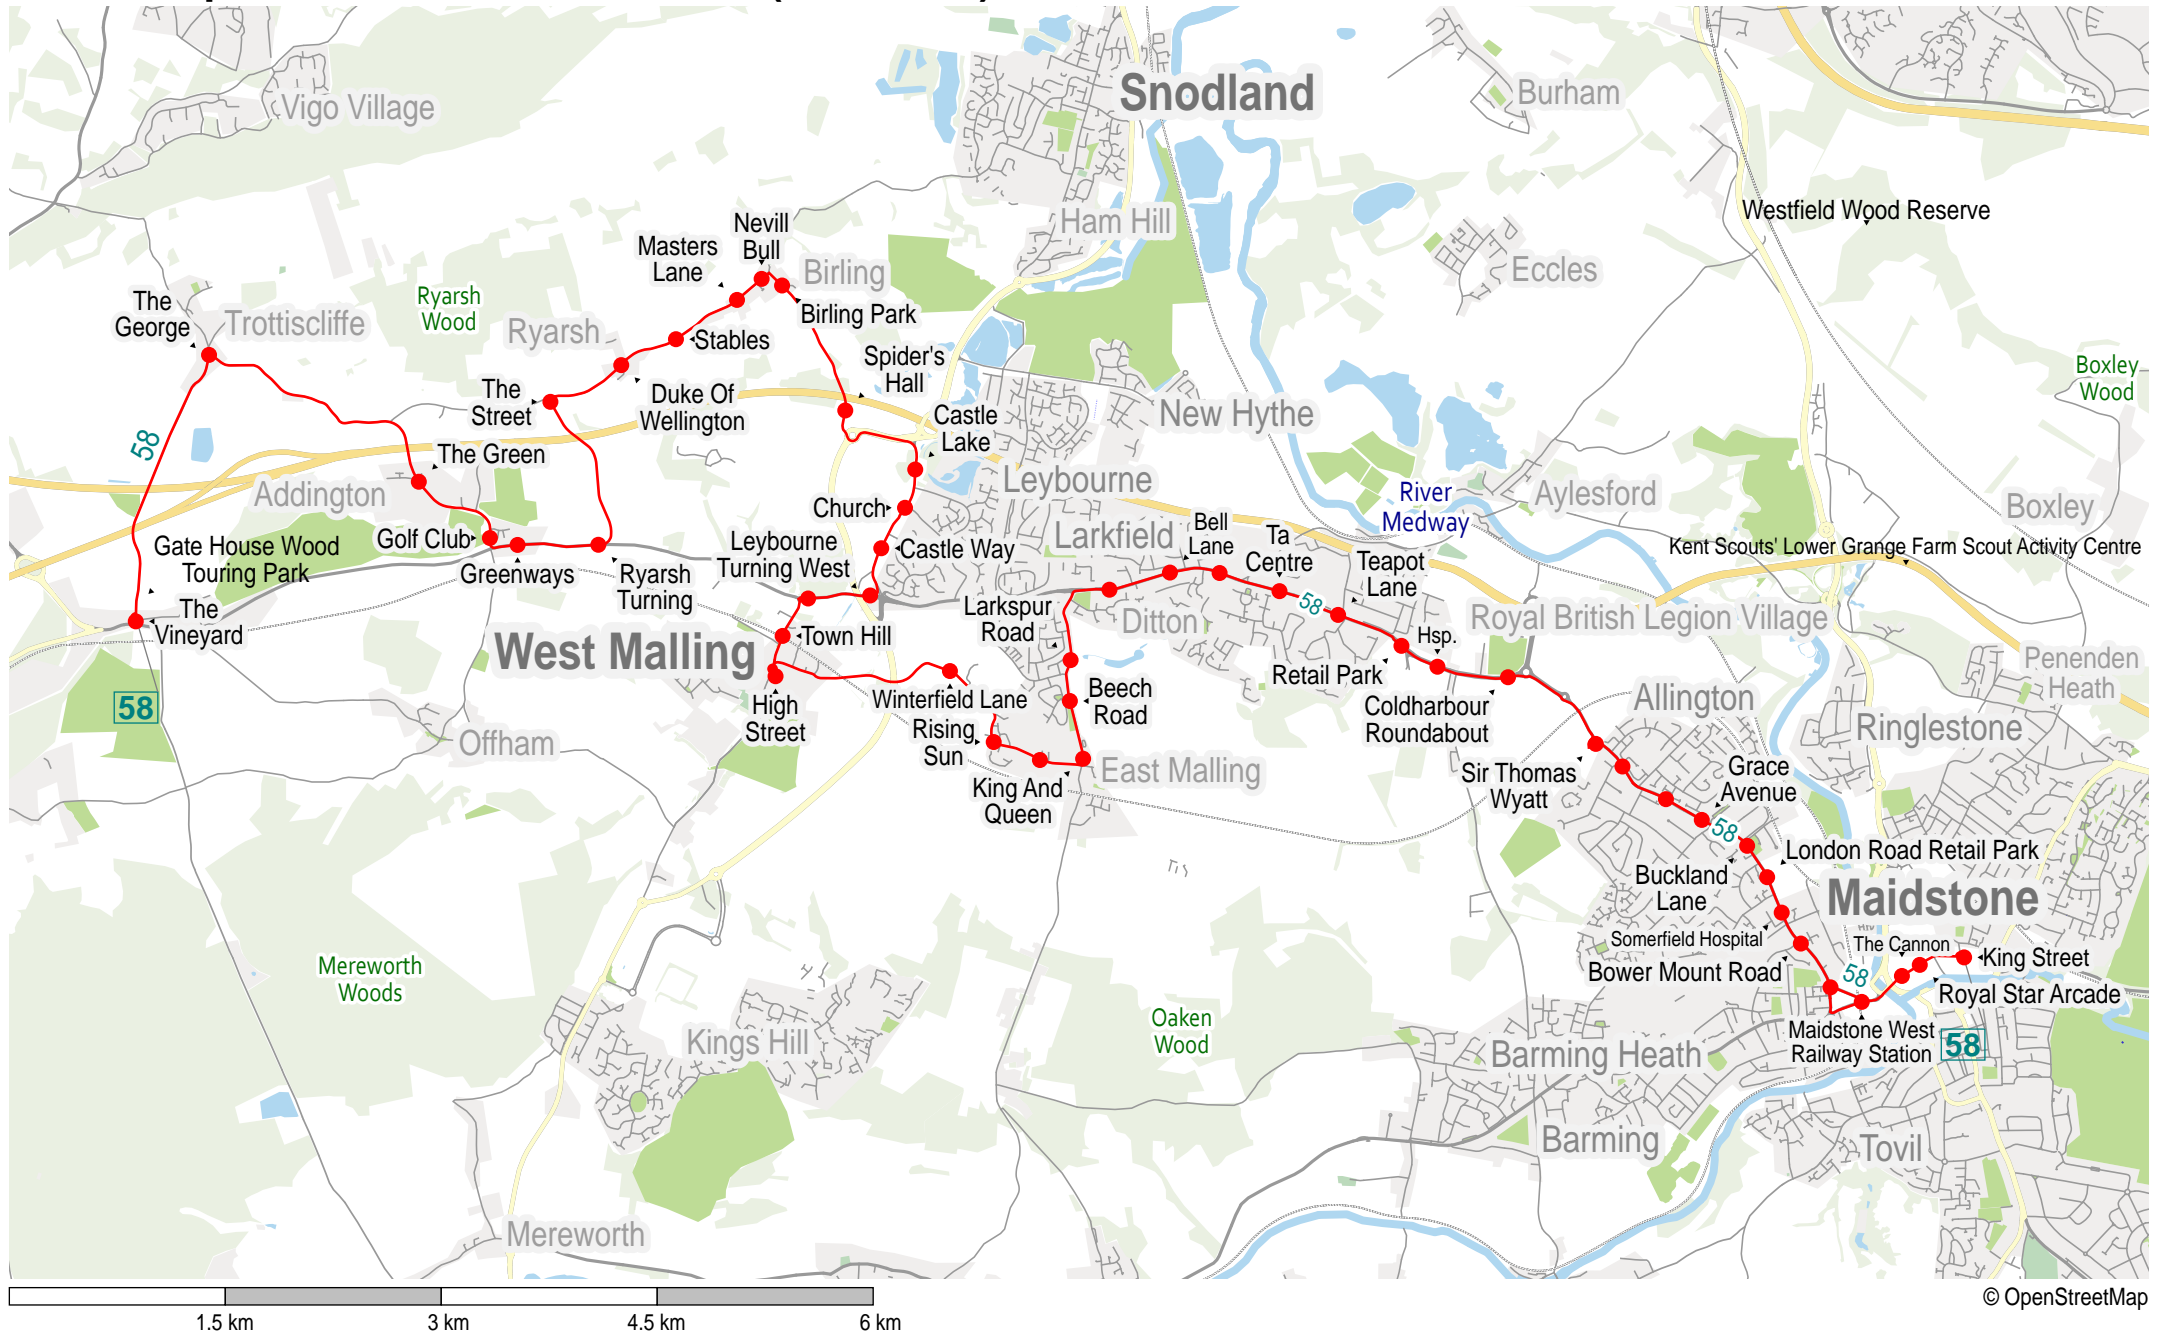 Snodland
Vigo Village
Burham
Westfield Wood Reserve
Ham Hill
Nevill
Bull
Masters
Lane
Birling
Eccles
Ryarsh
Wood
The
George
Trottiscliffe
Ryarsh
Birling Park
Stables
Spider's
Hall
Boxley
Wood
The
Street
Duke Of
Wellington
Castle
Lake
New Hythe
58
The Green
Addington
Leybourne
River
Medway
Aylesford
Boxley
Church
Golf Club
Larkfield
Bell
Lane
Ta
Centre
Teapot
Lane
Kent Scouts' Lower Grange Farm Scout Activity Centre
Gate House Wood
Touring Park
Leybourne
Turning West
Castle Way
Greenways
Ryarsh
Turning
58
Larkspur
Road
Ditton
Royal British Legion Village
The
Vineyard
Town Hill
West Malling
Hsp.
Retail Park
Penenden
Heath
58
High
Street
Winterfield Lane
Beech
Road
Coldharbour
Roundabout
Allington
Ringlestone
Offham
Rising
Sun
East Malling
King And
Queen
Sir Thomas
Wyatt
Grace
Avenue
58
London Road Retail Park
Buckland
Lane
Maidstone
Somerfield Hospital
The Cannon
King Street
Bower Mount Road
58
Royal Star Arcade
Mereworth
Woods
Oaken
Wood
Kings Hill
Barming Heath
Maidstone West
Railway Station
58
Barming
Tovil
Mereworth
© OpenStreetMap
1.5 km
3 km
4.5 km
6 km